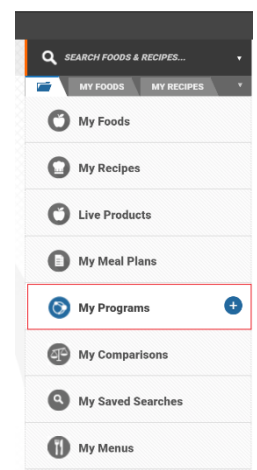 SEARCH FOODS & RECIPES...
MY FOODS MY RECIPES
My Foods
My Recipes
Live Products
My Meal Plans
My Programs
My Comparisons
My Saved Searches
My Menus